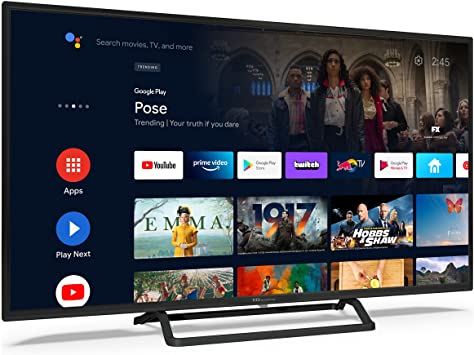 Search movies, TV, and more
2:45
TRENDING
Google Play
Pose
Trending | Your truth if you dare
FX
YouTube
prime video
Google Play
Store
twitch
Red Bull
TV
Google Play
Movies & TV
Apps
EMMA.
1917
HOBBS
& SHAW
Play Next